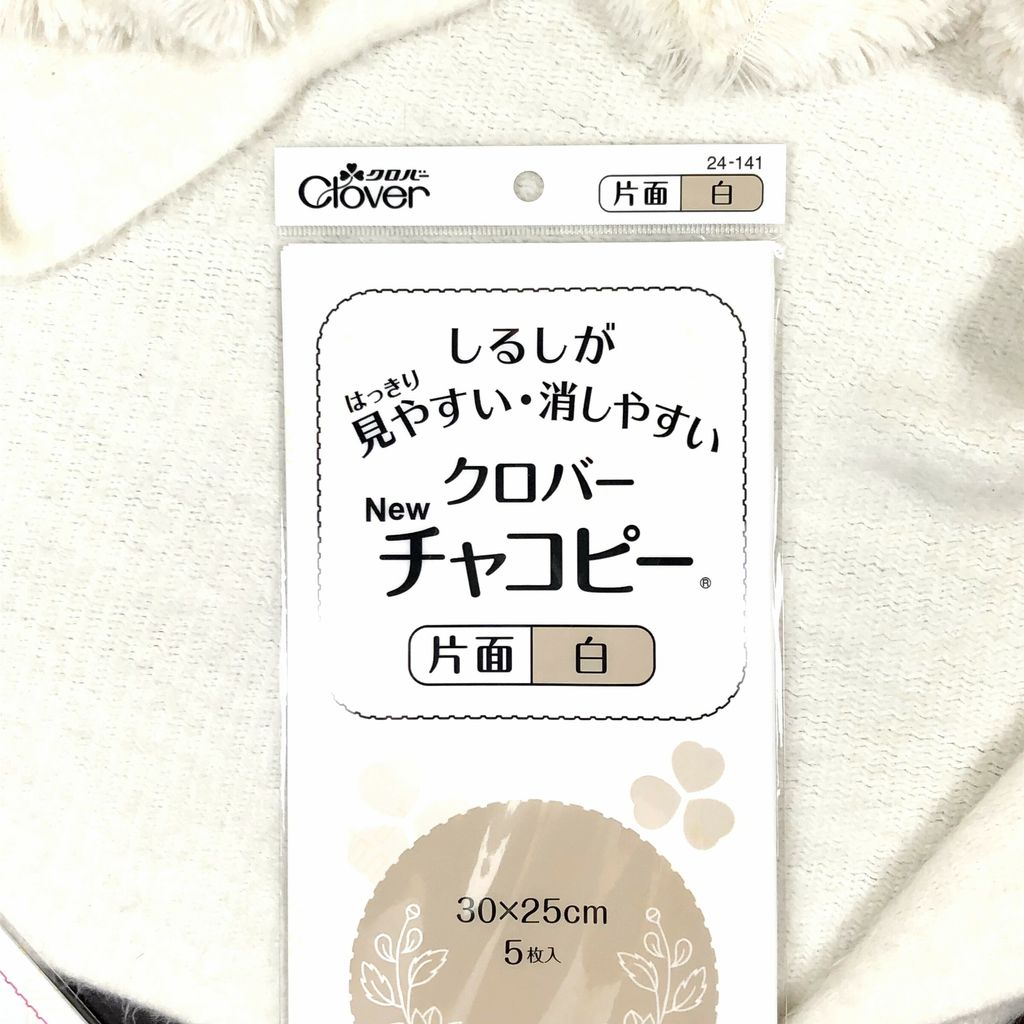 クロバー
Clover
24-141
片面 白
しるしが
はっきり
見やすい・消しやすい
クロバー
New
チャコピー®
片面 白
30×25cm
5枚入